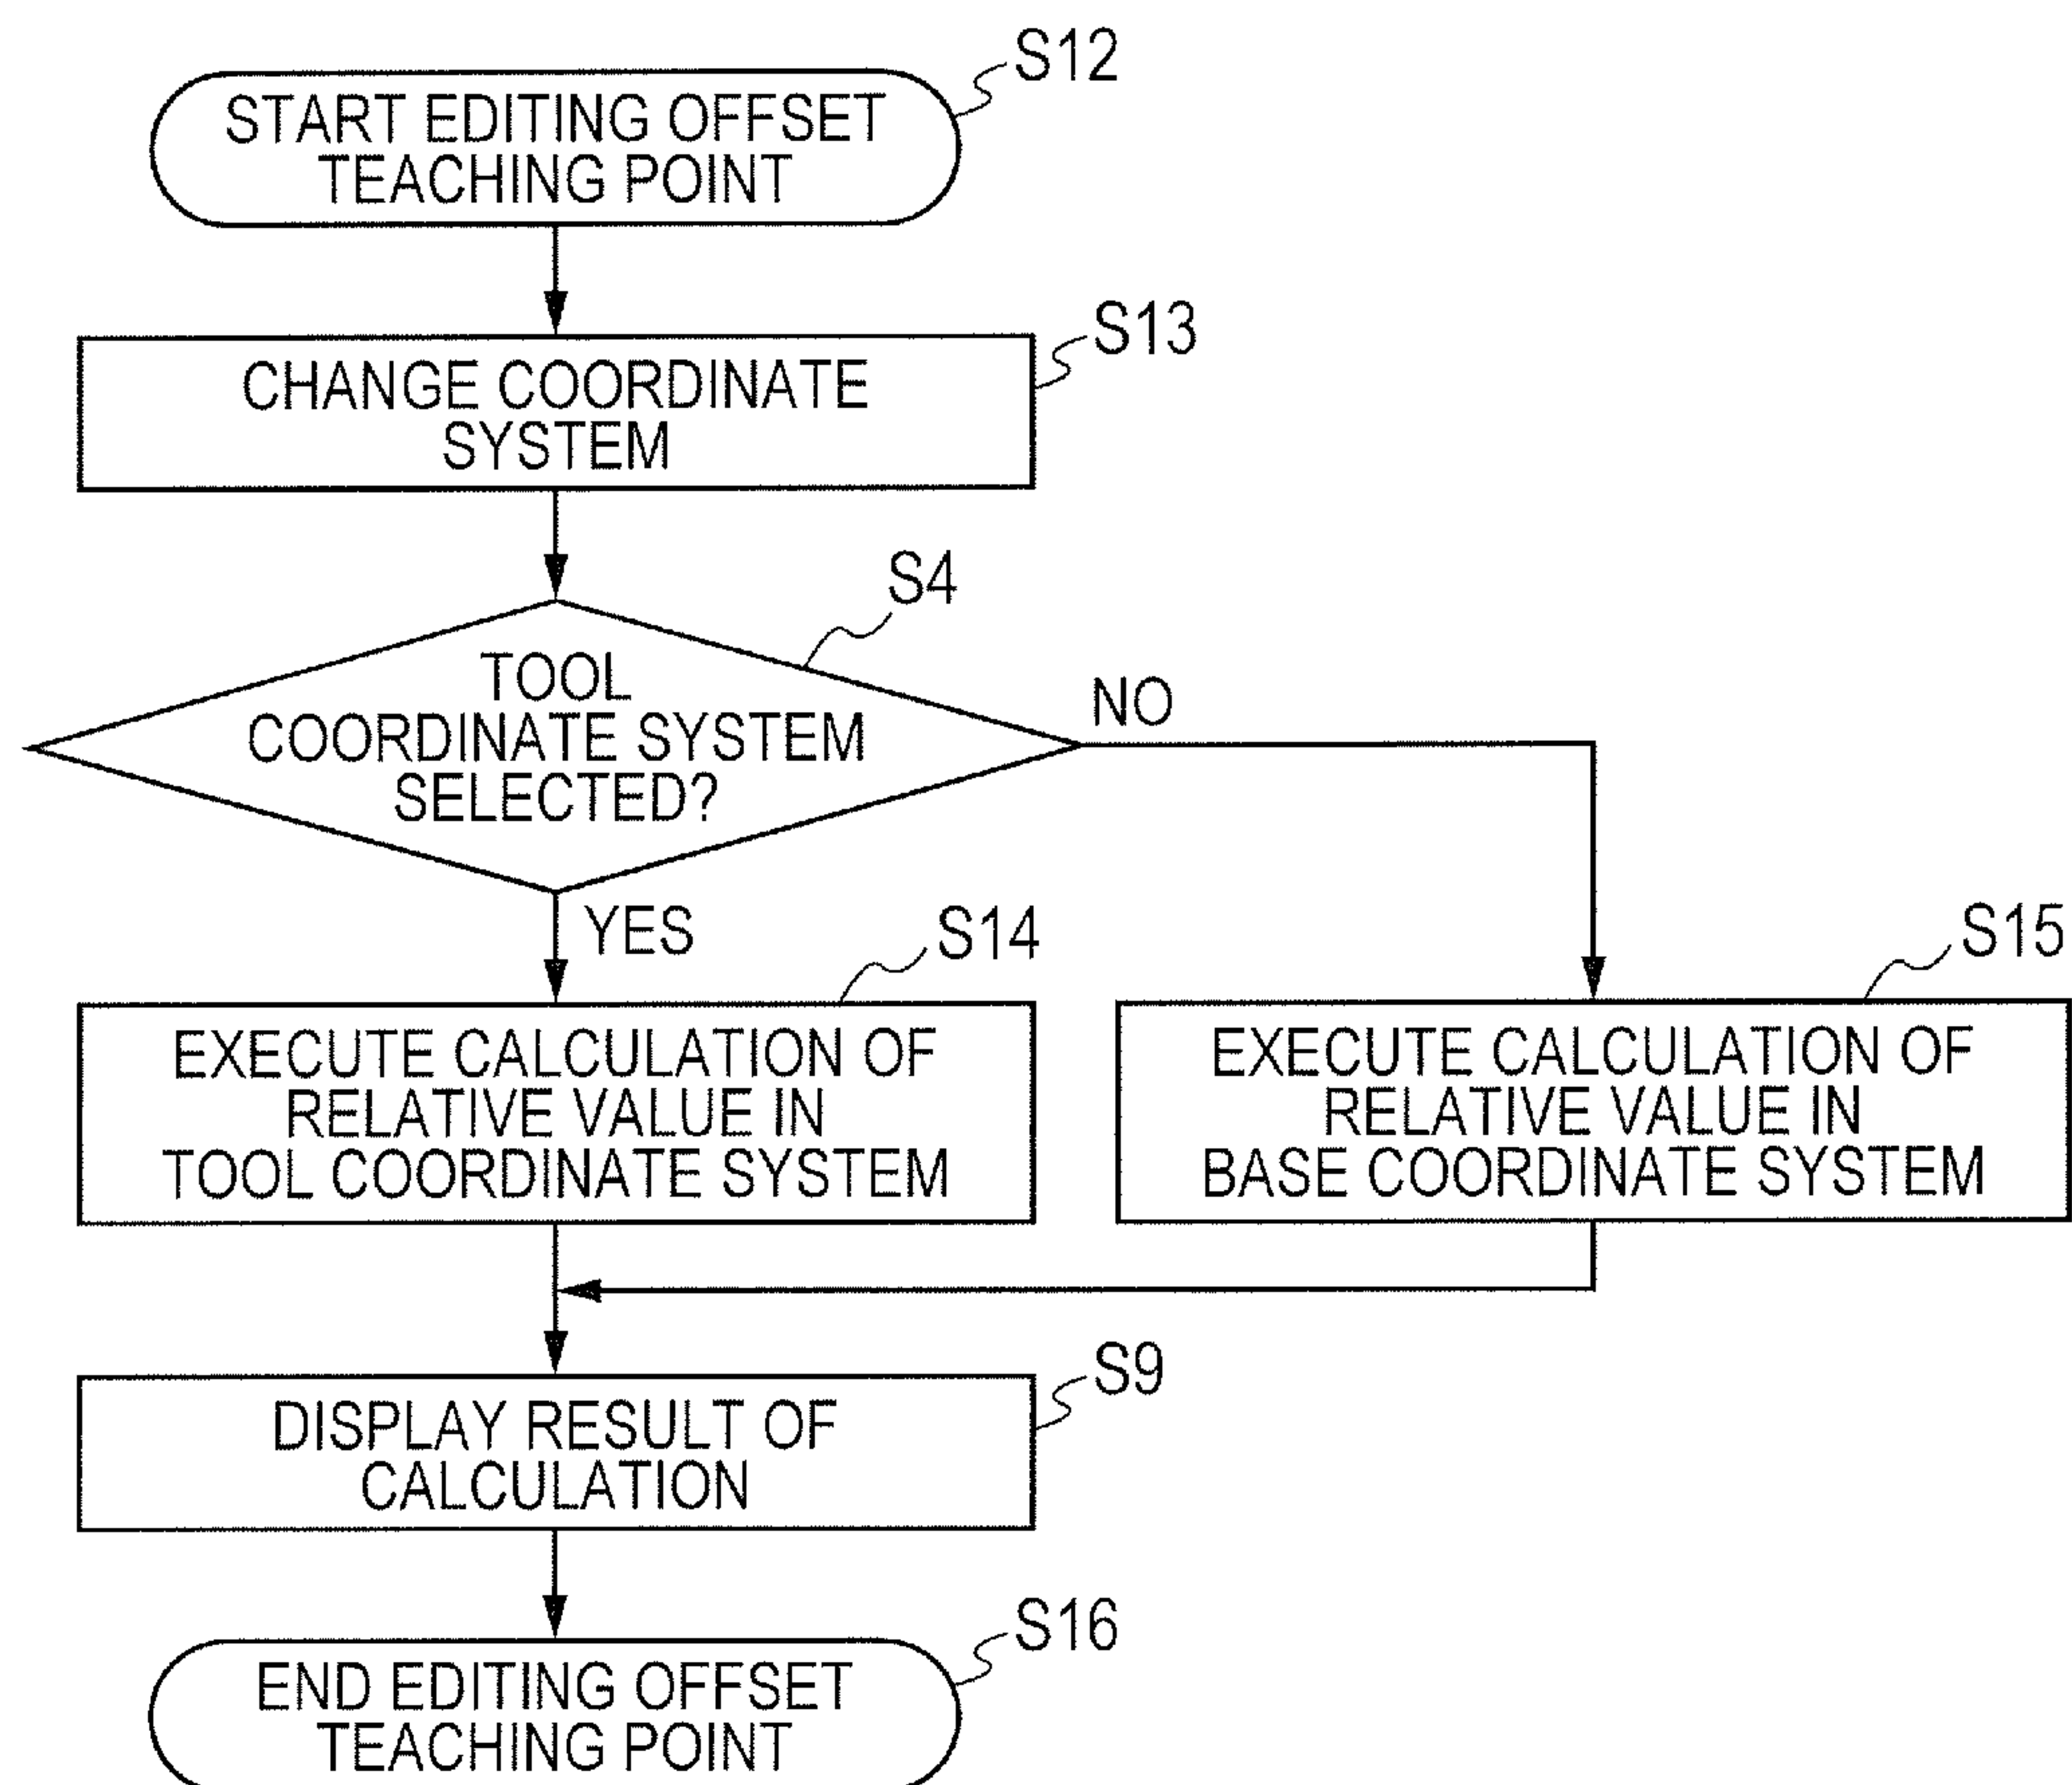 S12
START EDITING OFFSET
TEACHING POINT
S13
CHANGE COORDINATE
SYSTEM
S4
TOOL
COORDINATE SYSTEM
SELECTED?
NO
YES
S14
EXECUTE CALCULATION OF
RELATIVE VALUE IN
TOOL COORDINATE SYSTEM
S15
EXECUTE CALCULATION OF
RELATIVE VALUE IN
BASE COORDINATE SYSTEM
S9
DISPLAY RESULT OF
CALCULATION
S16
END EDITING OFFSET
TEACHING POINT